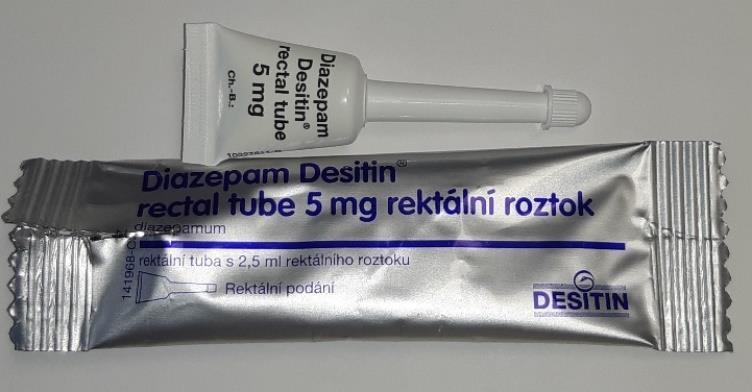 Diazepam
Desitin®
rectal tube
5 mg
Ch.-B.:
Diazepam Desitin®
rectal tube 5 mg rektální roztok
diazepamum
rektální tuba s 2,5 ml rektálního roztoku
Rektální podání
DESITIN